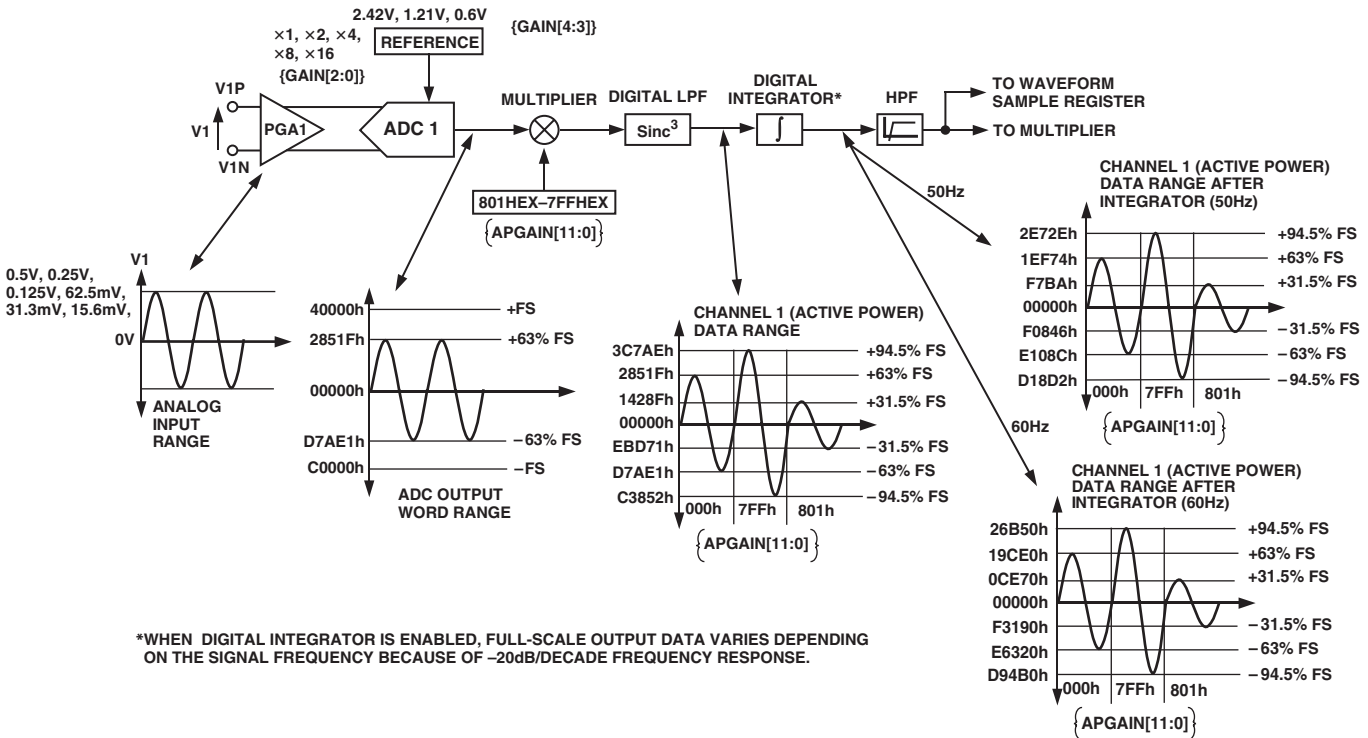 2.42V, 1.21V, 0.6V
×1, ×2, ×4,
×8, ×16
{GAIN[2:0]}
REFERENCE
{GAIN[4:3]}
V1P
V1
V1N
PGA1
ADC 1
MULTIPLIER
DIGITAL LPF
Sinc3
DIGITAL
INTEGRATOR*
∫
HPF
TO WAVEFORM
SAMPLE REGISTER
TO MULTIPLIER
801HEX–7FFHEX
{APGAIN[11:0]}
50Hz
60Hz
V1
0.5V, 0.25V,
0.125V, 62.5mV,
31.3mV, 15.6mV,
0V
ANALOG
INPUT
RANGE
40000h
+FS
2851Fh
+63% FS
00000h
D7AE1h
–63% FS
C0000h
–FS
ADC OUTPUT
WORD RANGE
CHANNEL 1 (ACTIVE POWER)
DATA RANGE
3C7AEh
+94.5% FS
2851Fh
+63% FS
1428Fh
+31.5% FS
00000h
EBD71h
–31.5% FS
D7AE1h
–63% FS
C3852h
–94.5% FS
000h 7FFh 801h
{APGAIN[11:0]}
CHANNEL 1 (ACTIVE POWER)
DATA RANGE AFTER
INTEGRATOR (50Hz)
2E72Eh
+94.5% FS
1EF74h
+63% FS
F7BAh
+31.5% FS
00000h
F0846h
–31.5% FS
E108Ch
–63% FS
D18D2h
–94.5% FS
000h 7FFh 801h
{APGAIN[11:0]}
CHANNEL 1 (ACTIVE POWER)
DATA RANGE AFTER
INTEGRATOR (60Hz)
26B50h
+94.5% FS
19CE0h
+63% FS
0CE70h
+31.5% FS
00000h
F3190h
–31.5% FS
E6320h
–63% FS
D94B0h
–94.5% FS
000h 7FFh 801h
{APGAIN[11:0]}
*WHEN DIGITAL INTEGRATOR IS ENABLED, FULL-SCALE OUTPUT DATA VARIES DEPENDING
ON THE SIGNAL FREQUENCY BECAUSE OF –20dB/DECADE FREQUENCY RESPONSE.